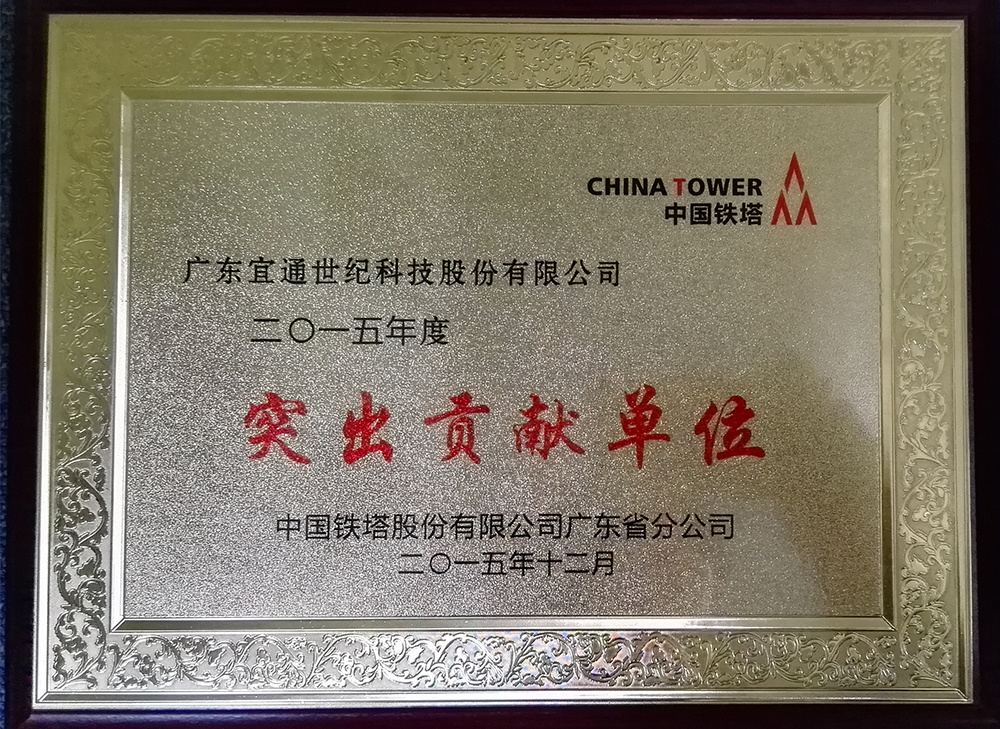 CHINA TOWER
中国铁塔
广东宜通世纪科技股份有限公司
二〇一五年度
突出贡献单位
中国铁塔股份有限公司广东省分公司
二〇一五年十二月